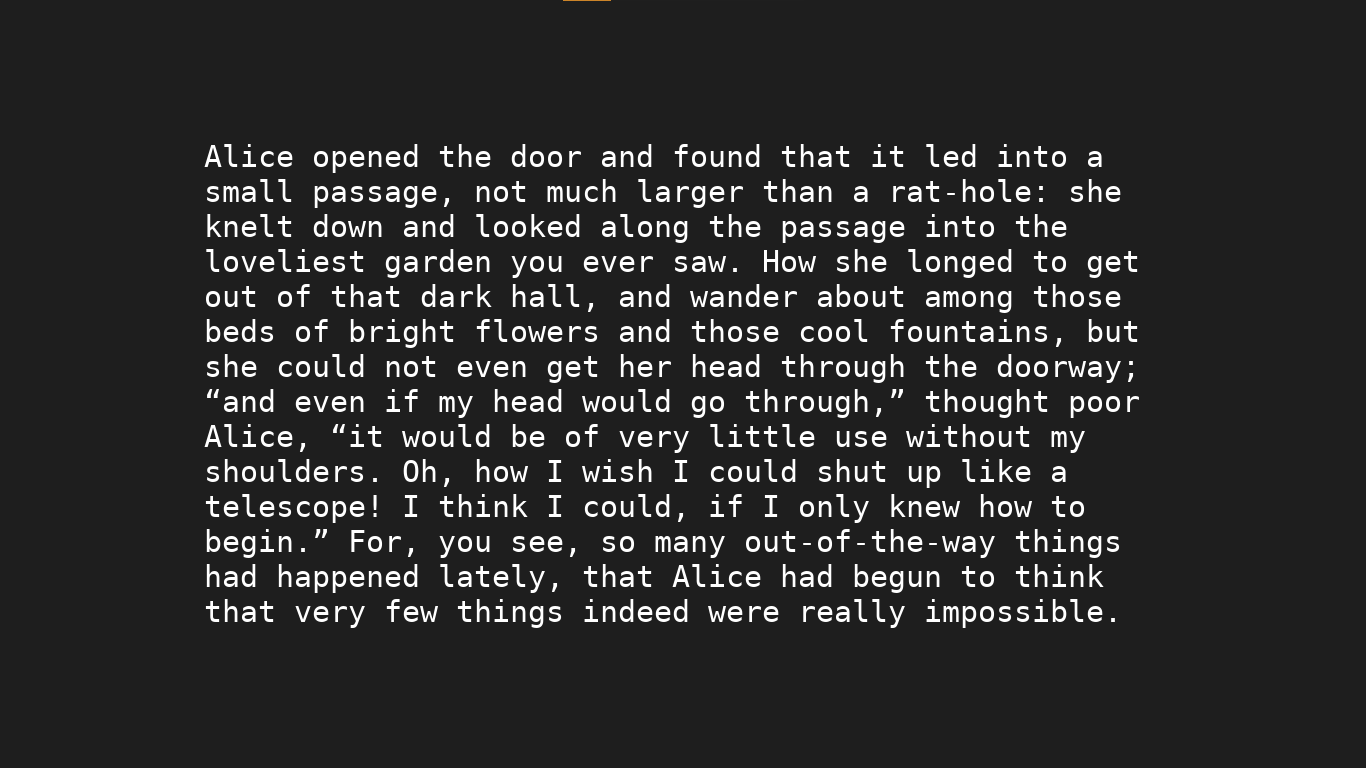 Alice opened the door and found that it led into a
small passage, not much larger than a rat-hole: she
knelt down and looked along the passage into the
loveliest garden you ever saw. How she longed to get
out of that dark hall, and wander about among those
beds of bright flowers and those cool fountains, but
she could not even get her head through the doorway;
“and even if my head would go through,” thought poor
Alice, “it would be of very little use without my
shoulders. Oh, how I wish I could shut up like a
telescope! I think I could, if I only knew how to
begin.” For, you see, so many out-of-the-way things
had happened lately, that Alice had begun to think
that very few things indeed were really impossible.